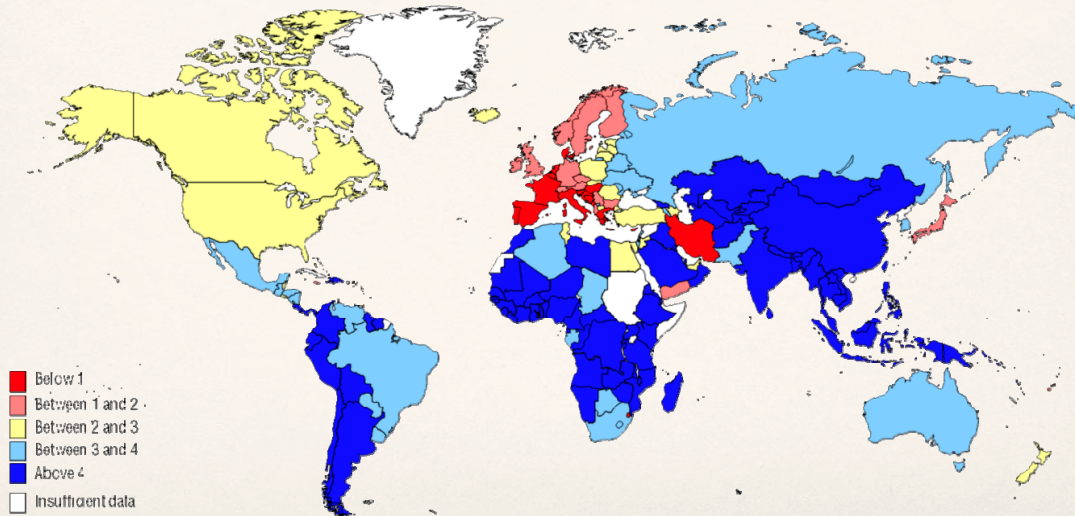 Below 1
Between 1 and 2
Between 2 and 3
Between 3 and 4
Above 4
Insufficient data